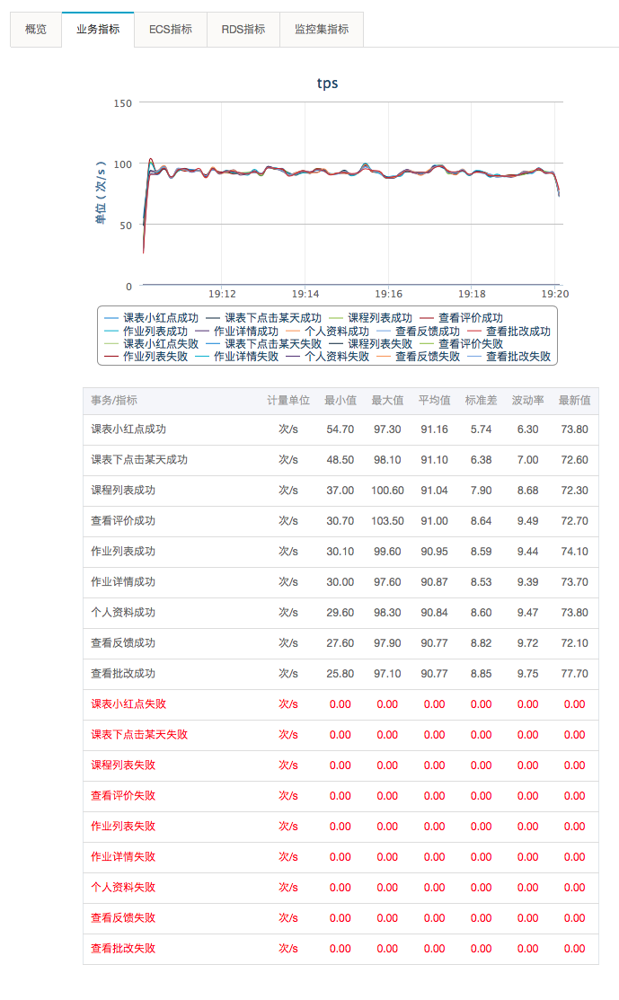 概览 业务指标 ECS指标 RDS指标 监控集指标
tps
单位（次/s）
150
100
50
0
19:12 19:14 19:16 19:18 19:20
课表小红点成功 课表下点击某天成功 课程列表成功 查看评价成功
作业列表成功 作业详情成功 个人资料成功 查看反馈成功 查看批改成功
课表小红点失败 课表下点击某天失败 课程列表失败 查看评价失败
作业列表失败 作业详情失败 个人资料失败 查看反馈失败 查看批改失败
事务/指标 计量单位 最小值 最大值 平均值 标准差 波动率 最新值
课表小红点成功 次/s 54.70 97.30 91.16 5.74 6.30 73.80
课表下点击某天成功 次/s 48.50 98.10 91.10 6.38 7.00 72.60
课程列表成功 次/s 37.00 100.60 91.04 7.90 8.68 72.30
查看评价成功 次/s 30.70 103.50 91.00 8.64 9.49 72.70
作业列表成功 次/s 30.10 99.60 90.95 8.59 9.44 74.10
作业详情成功 次/s 30.00 97.60 90.87 8.53 9.39 73.70
个人资料成功 次/s 29.60 98.30 90.84 8.60 9.47 73.80
查看反馈成功 次/s 27.60 97.90 90.77 8.82 9.72 72.10
查看批改成功 次/s 25.80 97.10 90.77 8.85 9.75 77.70
课表小红点失败 次/s 0.00 0.00 0.00 0.00 0.00 0.00
课表下点击某天失败 次/s 0.00 0.00 0.00 0.00 0.00 0.00
课程列表失败 次/s 0.00 0.00 0.00 0.00 0.00 0.00
查看评价失败 次/s 0.00 0.00 0.00 0.00 0.00 0.00
作业列表失败 次/s 0.00 0.00 0.00 0.00 0.00 0.00
作业详情失败 次/s 0.00 0.00 0.00 0.00 0.00 0.00
个人资料失败 次/s 0.00 0.00 0.00 0.00 0.00 0.00
查看反馈失败 次/s 0.00 0.00 0.00 0.00 0.00 0.00
查看批改失败 次/s 0.00 0.00 0.00 0.00 0.00 0.00